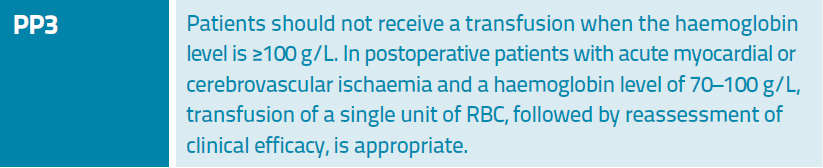 PP3
Patients should not receive a transfusion when the haemoglobin
level is ≥100 g/L. In postoperative patients with acute myocardial or
cerebrovascular ischaemia and a haemoglobin level of 70–100 g/L,
transfusion of a single unit of RBC, followed by reassessment of
clinical efficacy, is appropriate.